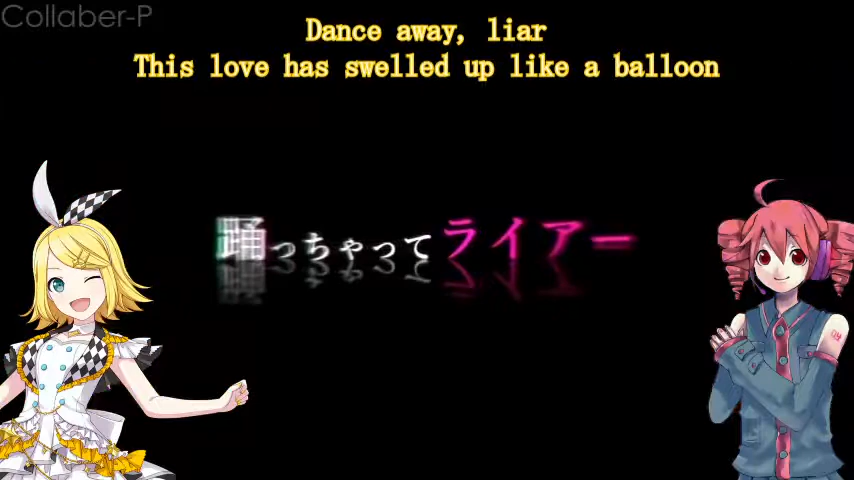 Collaber-P
Dance away, liar
This love has swelled up like a balloon
踊っちゃってライアー
04